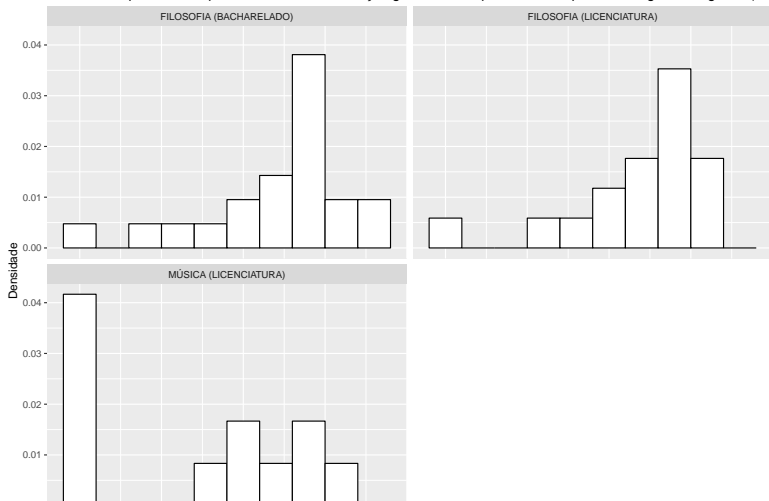 FILOSOFIA (BACHARELADO)
FILOSOFIA (LICENCIATURA)
0.04
0.03
0.02
0.01
0.00
Densidade
MÚSICA (LICENCIATURA)
0.04
0.03
0.02
0.01